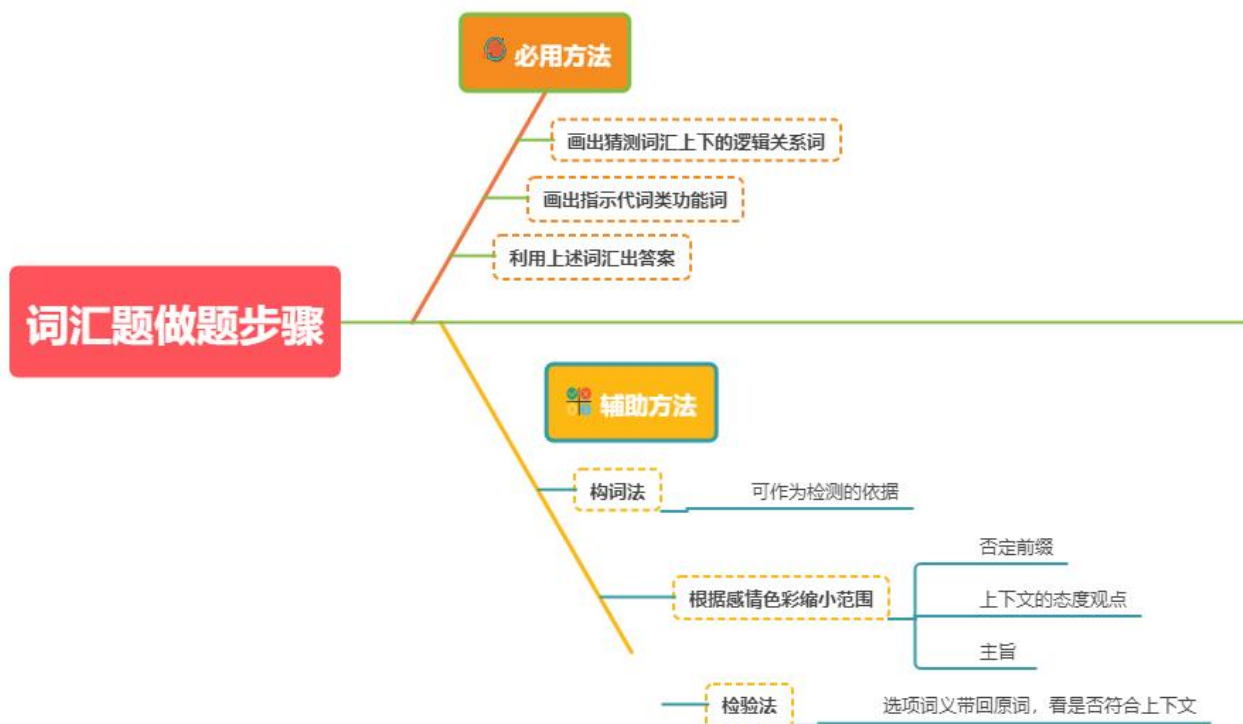 必用方法
画出猜测词汇上下的逻辑关系词
画出指示代词类功能词
利用上述词汇出答案
词汇题做题步骤
辅助方法
构词法
可作为检测的依据
根据感情色彩缩小范围
否定前缀
上下文的态度观点
主旨
检验法
选项词义带回原词，看是否符合上下文